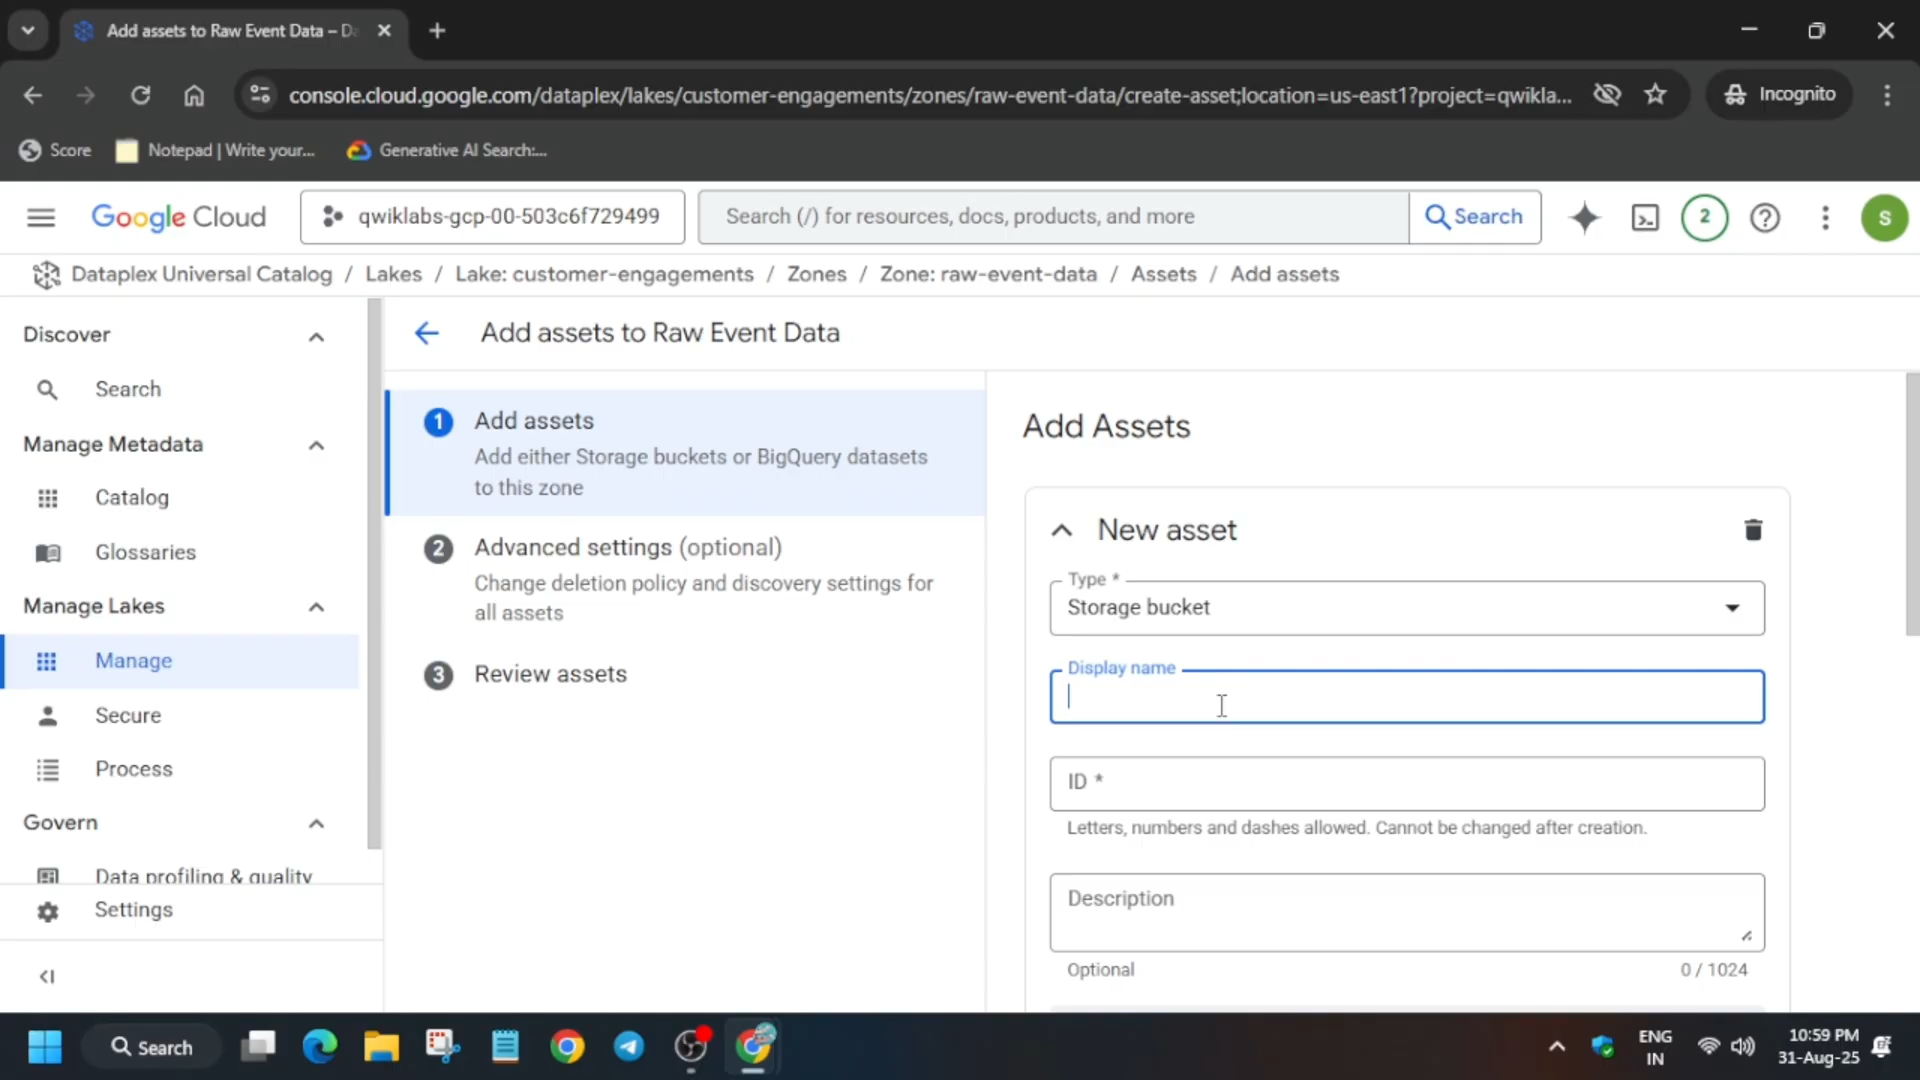 Add assets to Raw Event Data – Da
console.cloud.google.com/dataplex/lakes/customer-engagements/zones/raw-event-data/create-asset;location=us-east1?project=qwikla...
Incognito
Score
Notepad | Write your...
Generative AI Search:...
Google Cloud
qwiklabs-gcp-00-503c6f729499
Search (/) for resources, docs, products, and more
Search
2
S
Dataplex Universal Catalog / Lakes / Lake: customer-engagements / Zones / Zone: raw-event-data / Assets / Add assets
Discover
Search
Manage Metadata
Catalog
Glossaries
Manage Lakes
Manage
Secure
Process
Govern
Data profiling & quality
Settings
Add assets to Raw Event Data
1 Add assets
Add either Storage buckets or BigQuery datasets
to this zone
2 Advanced settings (optional)
Change deletion policy and discovery settings for
all assets
3 Review assets
Add Assets
New asset
Type *
Storage bucket
Display name
ID *
Letters, numbers and dashes allowed. Cannot be changed after creation.
Description
Optional
0 / 1024
Search
ENG
IN
10:59 PM
31-Aug-25